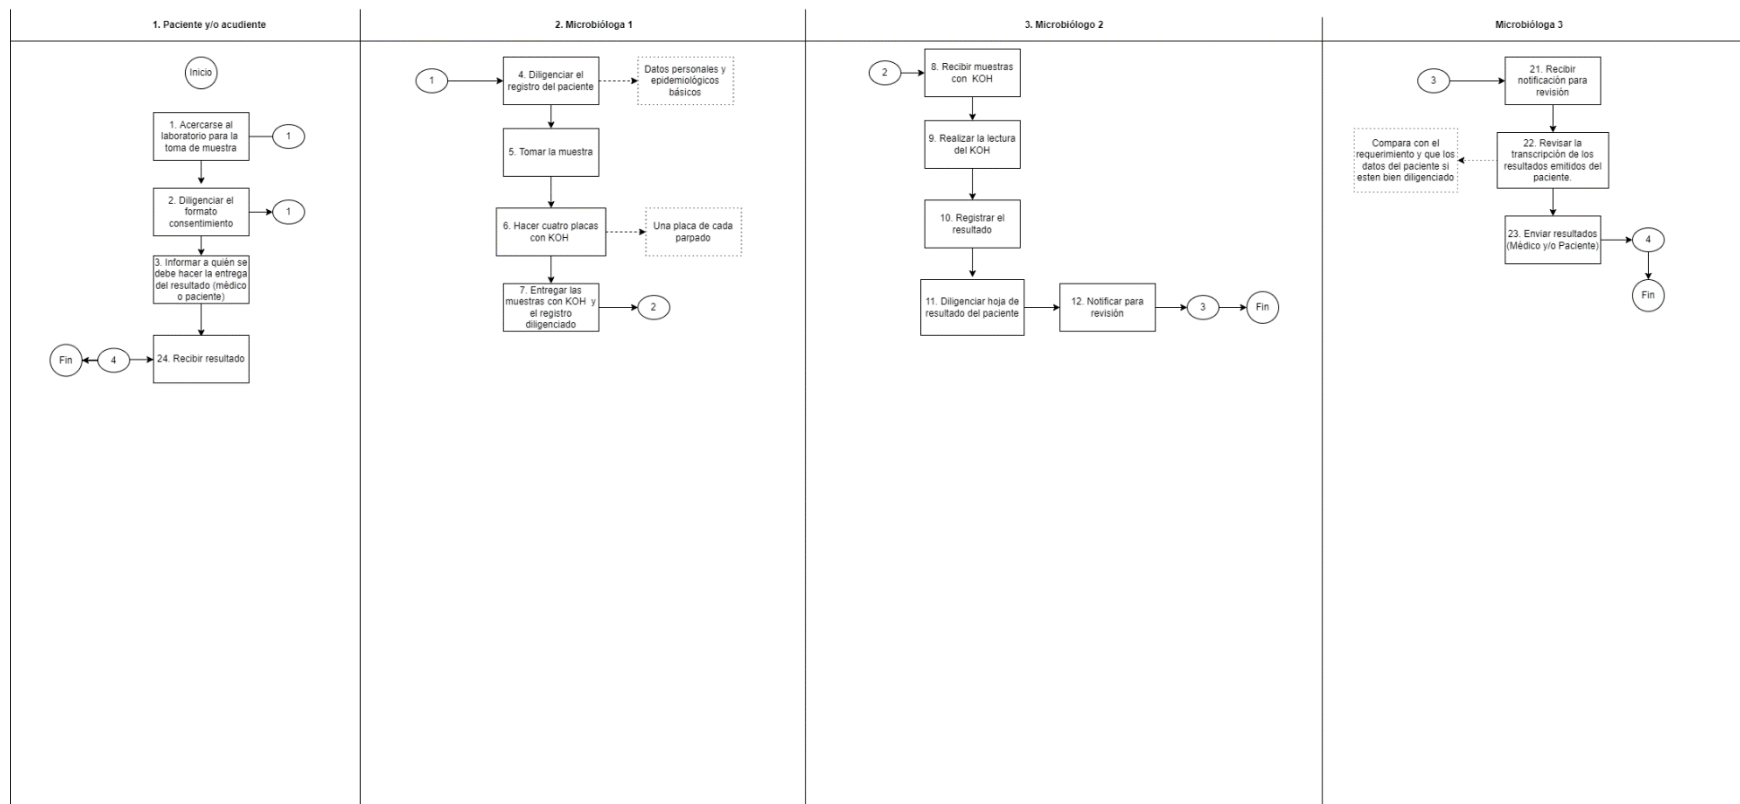 1. Paciente y/o acudiente
2. Microbióloga 1
3. Microbiólogo 2
Microbióloga 3
Inicio
1. Acercarse al
laboratorio para la
toma de muestra
1
2. Diligenciar el
formato
consentimiento
1
3. Informar a quién se
debe hacer la entrega
del resultado (médico
o paciente)
Fin
4
24. Recibir resultado
1
4. Diligenciar el
registro del paciente
Datos personales y
epidemiológicos
básicos
5. Tomar la muestra
6. Hacer cuatro placas
con KOH
Una placa de cada
parpado
7. Entregar las
muestras con KOH y
el registro
diligenciado
2
2
8. Recibir muestras
con KOH
9. Realizar la lectura
del KOH
10. Registrar el
resultado
11. Diligenciar hoja de
resultado del paciente
12. Notificar para
revisión
3
Fin
3
21. Recibir
notificación para
revisión
Compara con el
requerimiento y que los
datos del paciente si
esten bien diligenciado
22. Revisar la
transcripción de los
resultados emitidos del
paciente.
23. Enviar resultados
(Médico y/o Paciente)
4
Fin